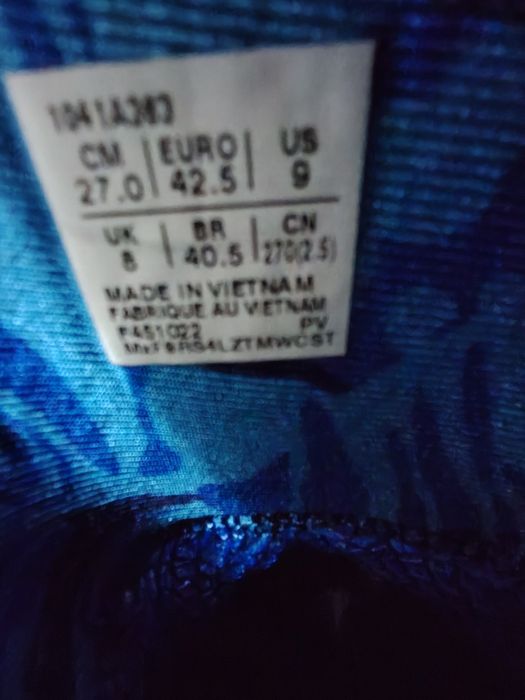 1041A383
CM | EURO | US
27.0 | 42.5 | 9
UK | BR | CN
8 | 40.5 | 270(2.5)
MADE IN VIETNAM
FABRIQUE AU VIETNAM
PV